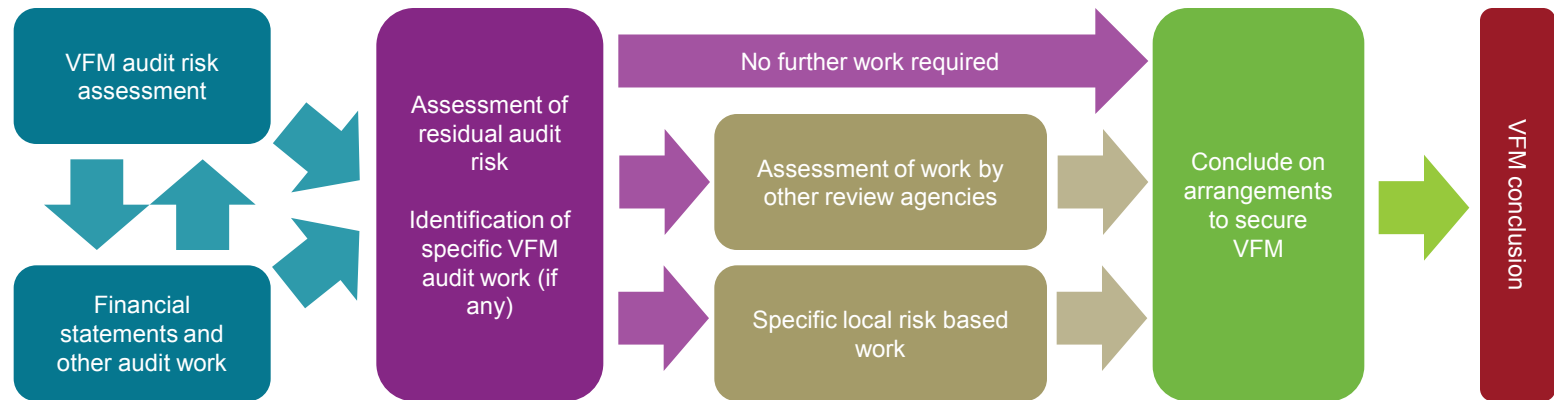 VFM audit risk
assessment
Financial
statements and
other audit work
Assessment of
residual audit
risk
Identification of
specific VFM
audit work (if
any)
No further work required
Assessment of work by
other review agencies
Specific local risk based
work
Conclude on
arrangements
to secure
VFM
VFM conclusion